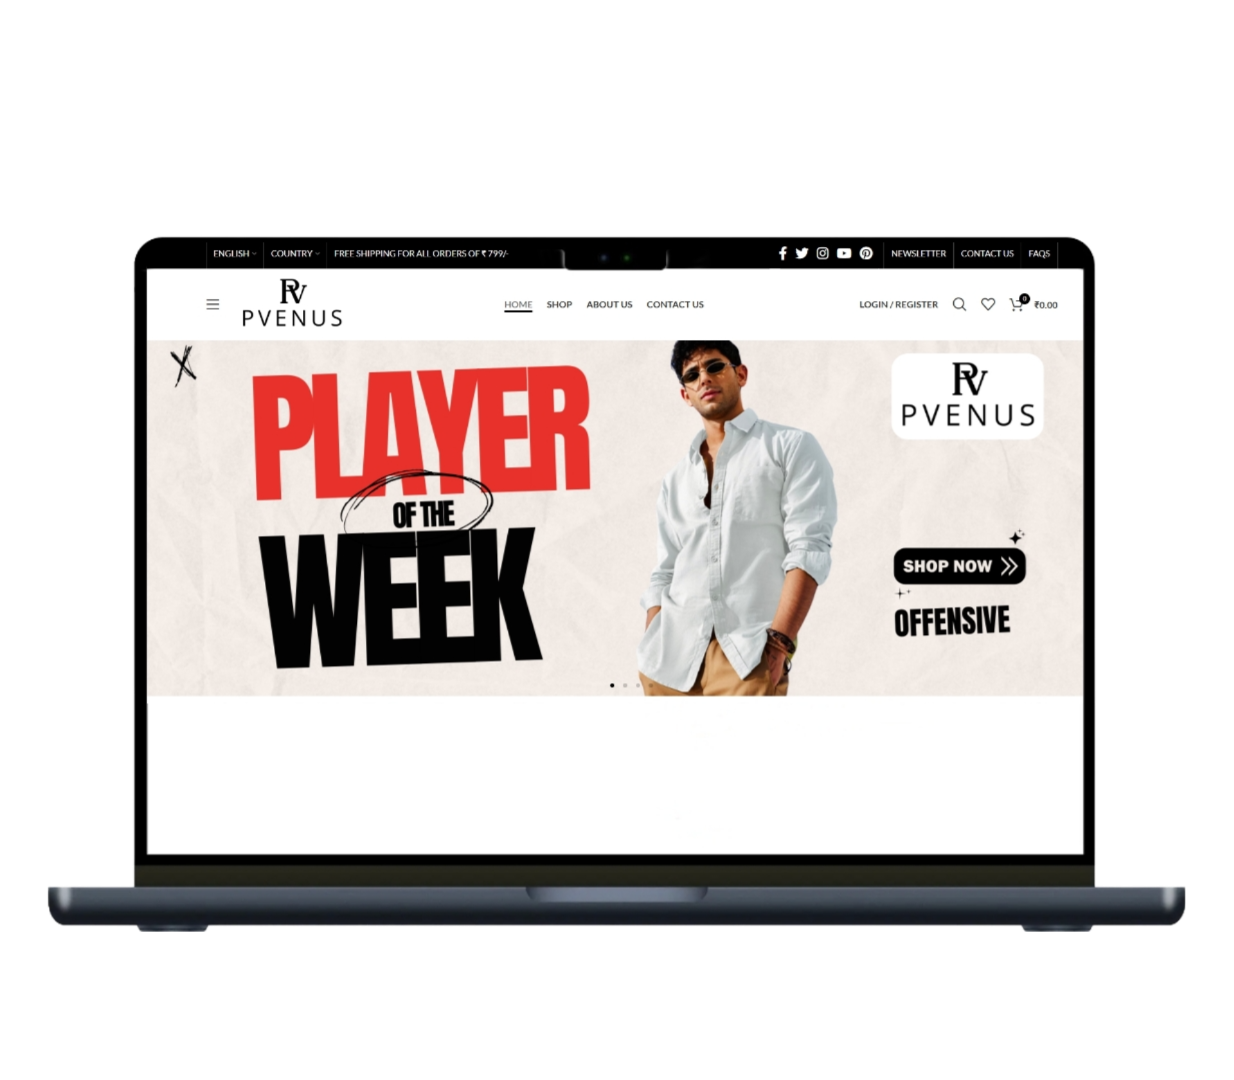 ENGLISH COUNTRY FREE SHIPPING FOR ALL ORDERS OF ₹ 799/- NEWSLETTER CONTACT US FAQS
PV
PVENUS
HOME SHOP ABOUT US CONTACT US LOGIN / REGISTER 0 ₹0.00
PLAYER
OF THE
WEEK
PV
PVENUS
SHOP NOW
OFFENSIVE